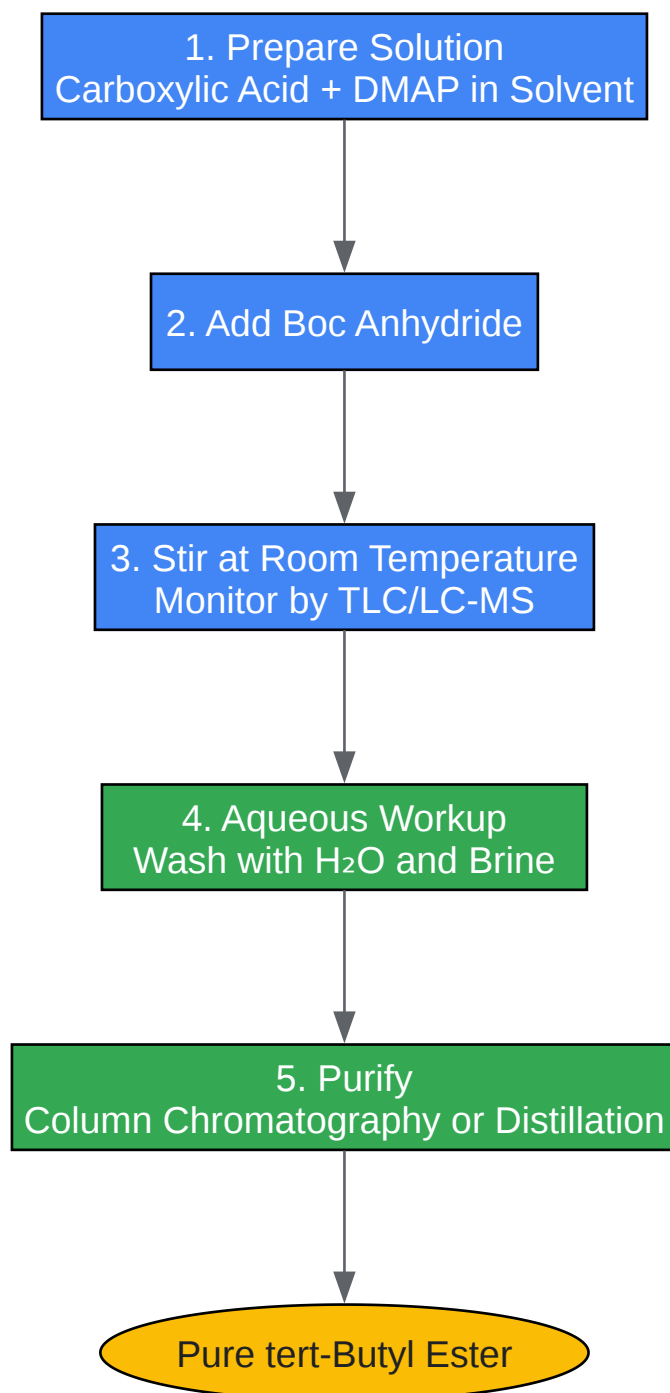 1. Prepare Solution
Carboxylic Acid + DMAP in Solvent
2. Add Boc Anhydride
3. Stir at Room Temperature
Monitor by TLC/LC-MS
4. Aqueous Workup
Wash with H₂O and Brine
5. Purify
Column Chromatography or Distillation
Pure tert-Butyl Ester